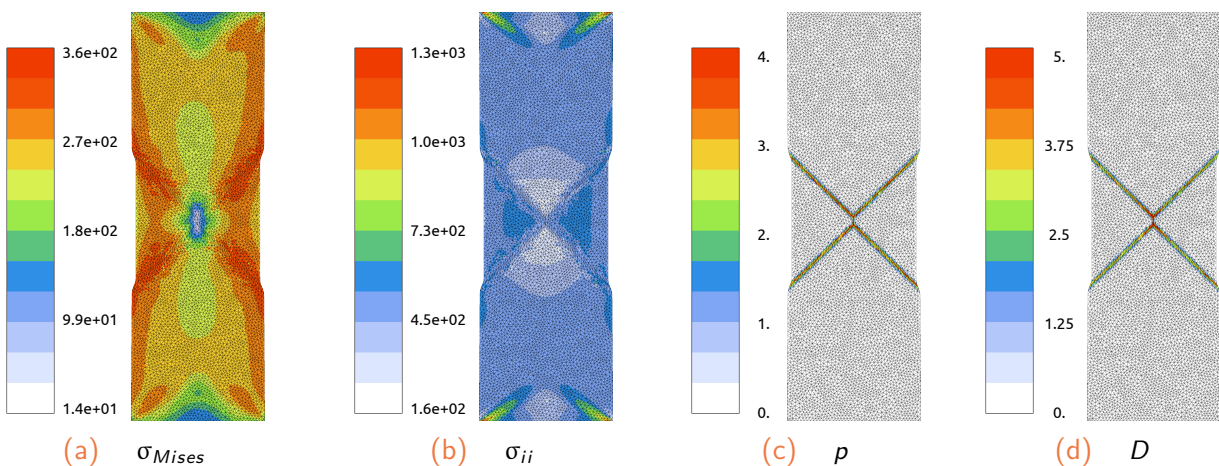 3.6e+02
2.7e+02
1.8e+02
9.9e+01
1.4e+01
1.3e+03
1.0e+03
7.3e+02
4.5e+02
1.6e+02
4.
3.
2.
1.
0.
5.
3.75
2.5
1.25
0.
(a) σMises
(b) σii
(c) p
(d) D